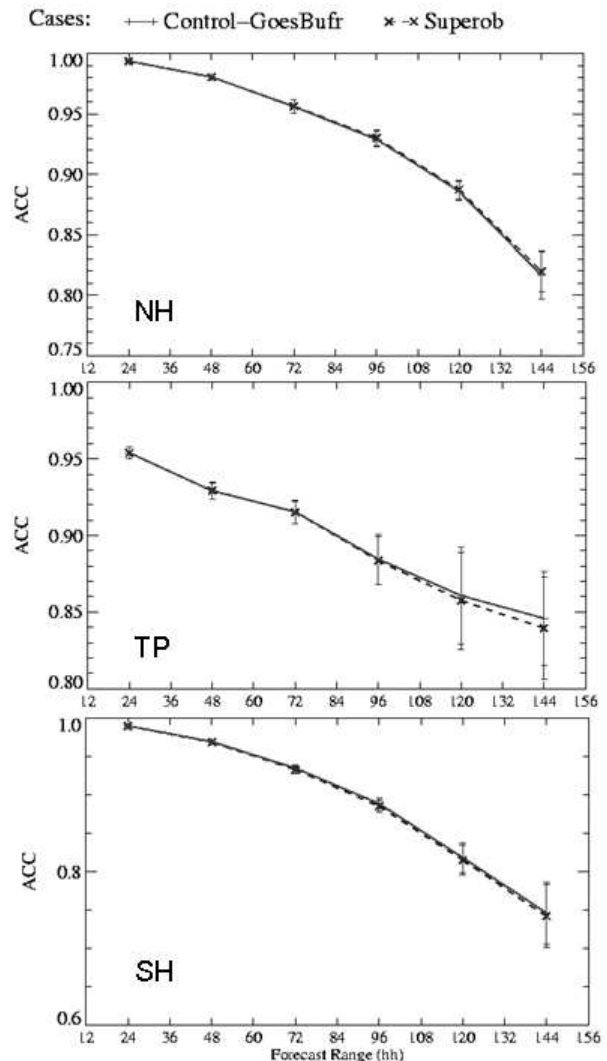 Cases: Control–GoesBufr Superob
1.00
0.95
0.90
0.85
0.80
0.75
ACC
NH
12 24 36 48 60 72 84 96 108 120 132 144 156
1.00
0.95
0.90
0.85
0.80
ACC
TP
12 24 36 48 60 72 84 96 108 120 132 144 156
1.0
0.8
0.6
ACC
SH
12 24 36 48 60 72 84 96 108 120 132 144 156
Forecast Range (hh)